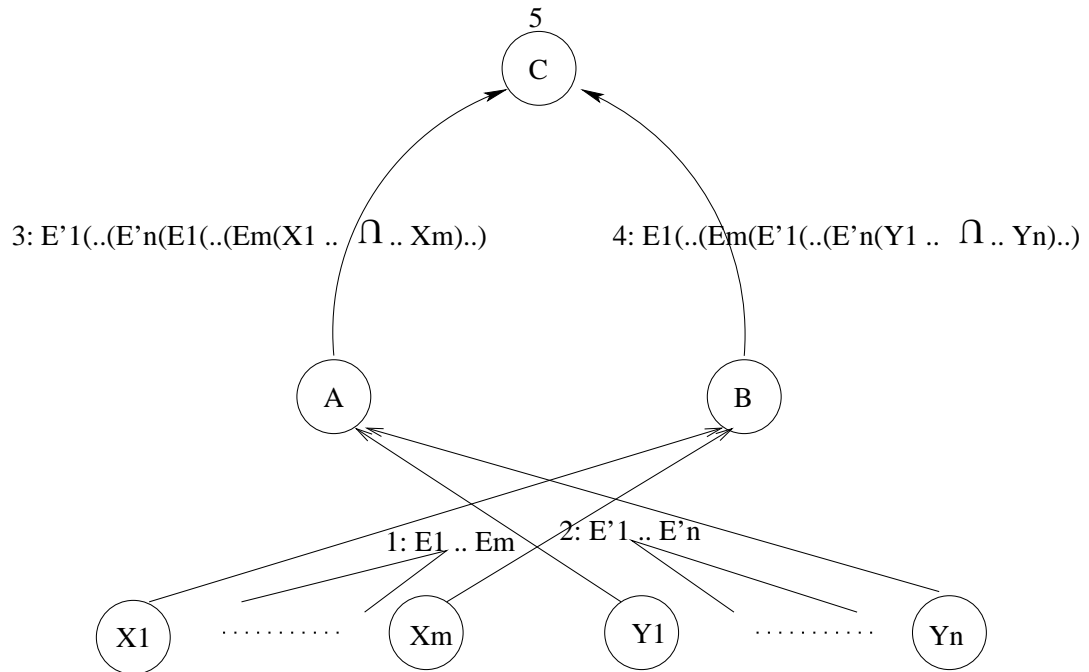 5
C
3: E'1(..(E'n(E1(..(Em(X1 .. ∩ .. Xm)..)
4: E1(..(Em(E'1(..(E'n(Y1 .. ∩ .. Yn)..)
A
B
1: E1 .. Em
2: E'1 .. E'n
X1 ........... Xm Y1 ........... Yn